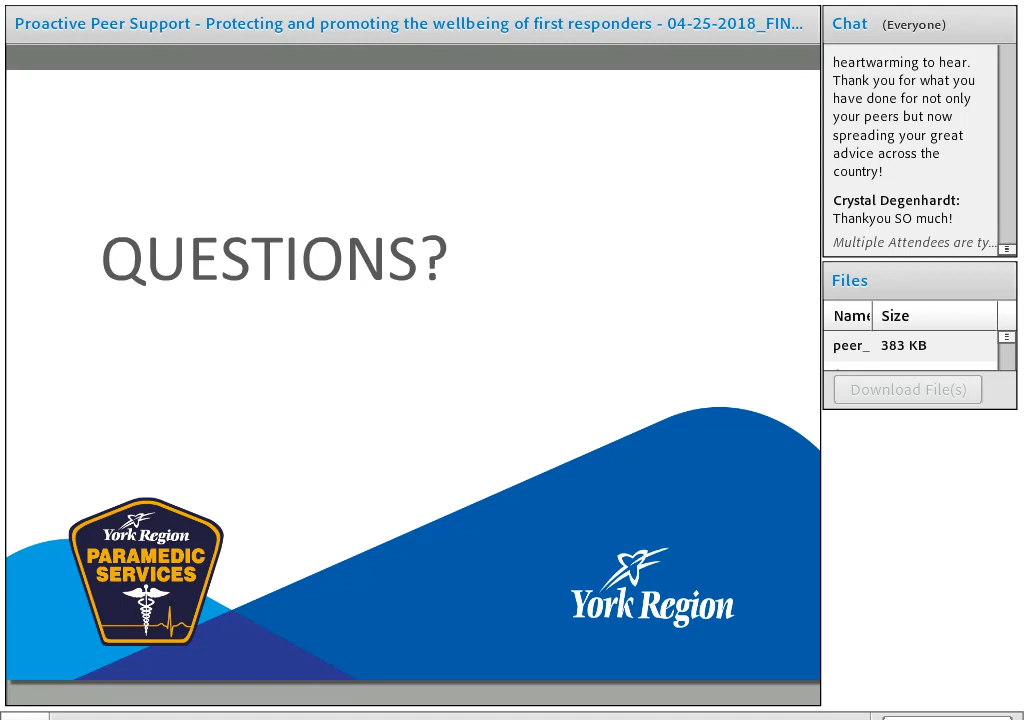 Proactive Peer Support - Protecting and promoting the wellbeing of first responders - 04-25-2018_FIN...
QUESTIONS?
York Region
PARAMEDIC
SERVICES
York Region
Chat (Everyone)
heartwarming to hear.
Thank you for what you
have done for not only
your peers but now
spreading your great
advice across the
country!
Crystal Degenhardt:
Thankyou SO much!
Multiple Attendees are ty...
Files
Name Size
peer_ 383 KB
Download File(s)